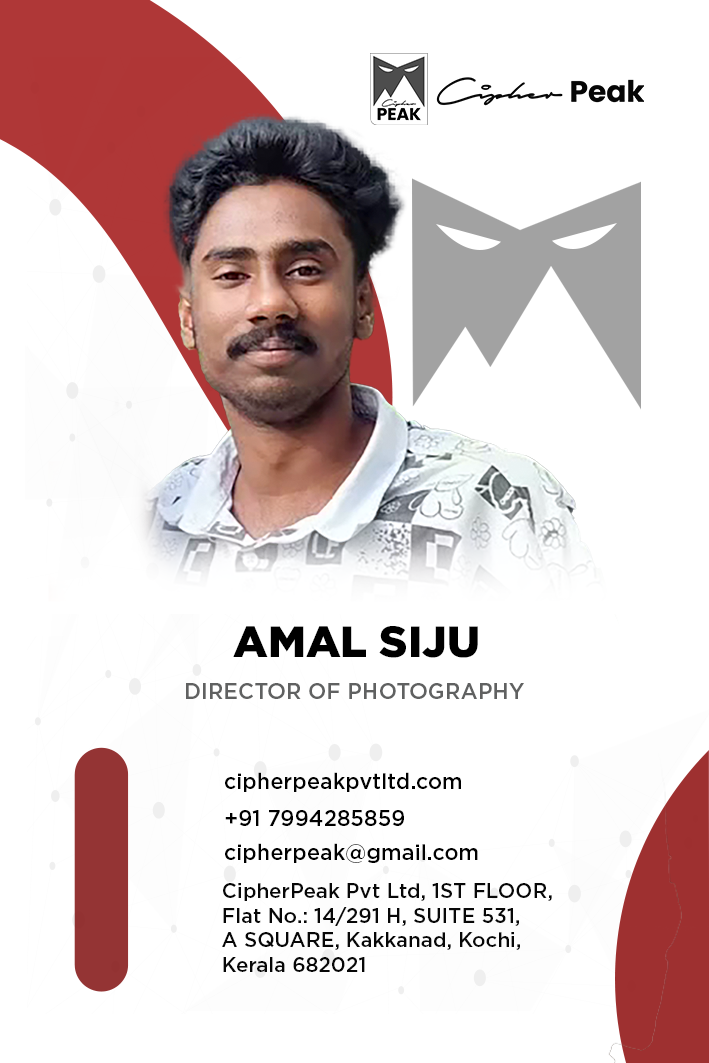 Cipher
PEAK
Cipher Peak
AMAL SIJU
DIRECTOR OF PHOTOGRAPHY
cipherpeakpvtltd.com
+91 7994285859
cipherpeak@gmail.com
CipherPeak Pvt Ltd, 1ST FLOOR,
Flat No.: 14/291 H, SUITE 531,
A SQUARE, Kakkanad, Kochi,
Kerala 682021